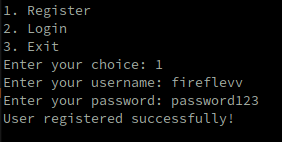 1. Register
2. Login
3. Exit
Enter your choice: 1
Enter your username: fireflevv
Enter your password: password123
User registered successfully!